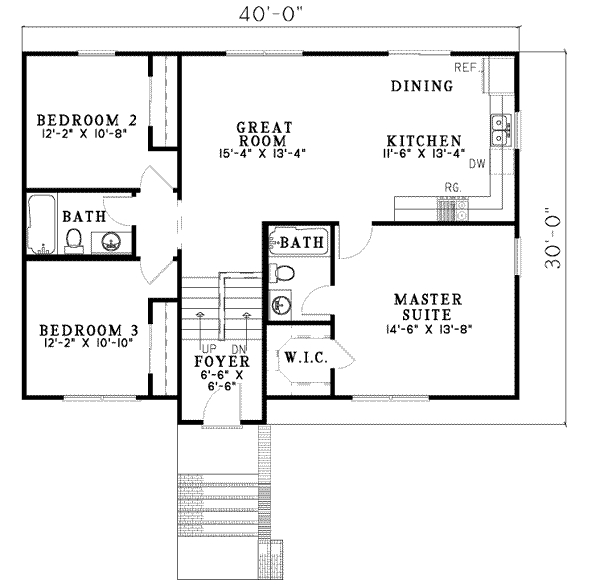 40'-0"
REF.
DINING
BEDROOM 2
12'-2" X 10'-8"
GREAT
ROOM
15'-4" X 13'-4"
KITCHEN
11'-6" X 13'-4"
DW
RG.
BATH
BATH
30'-0"
MASTER
SUITE
14'-6" X 13'-8"
BEDROOM 3
12'-2" X 10'-10"
UP
DN
FOYER
6'-6" X
6'-6"
W.I.C.